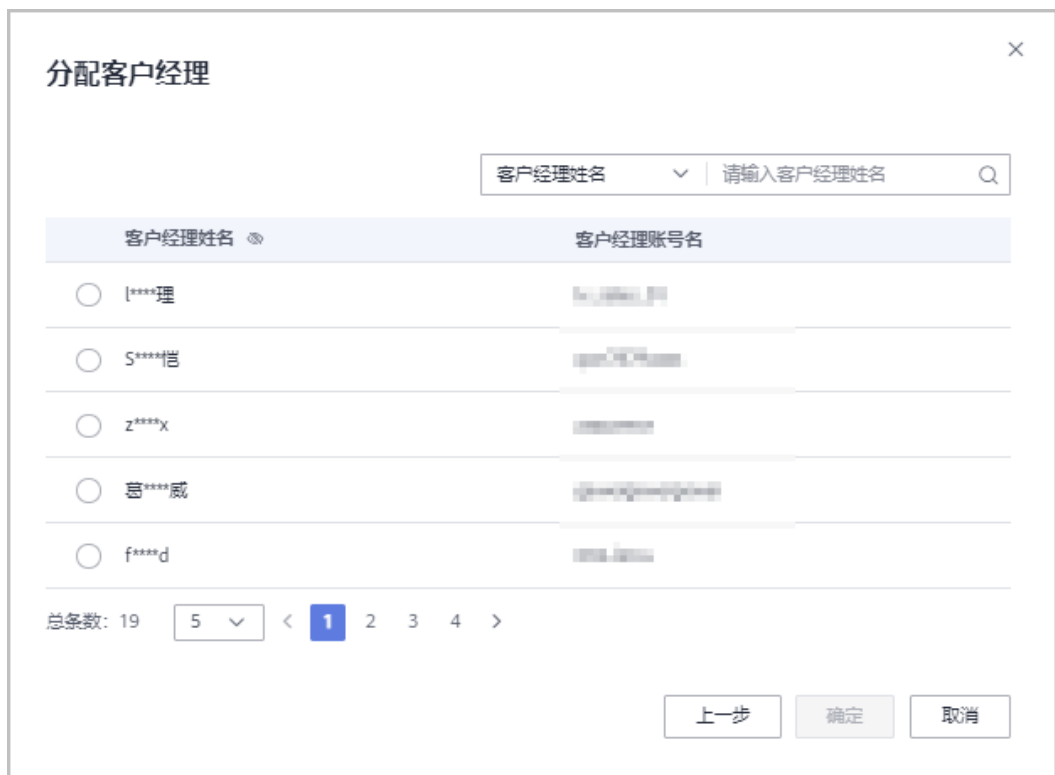 分配客户经理
客户经理姓名 请输入客户经理姓名
客户经理姓名 客户经理账号名
l****理
S****恺
z****x
葛****威
f****d
总条数: 19 5 1 2 3 4
上一步 确定 取消